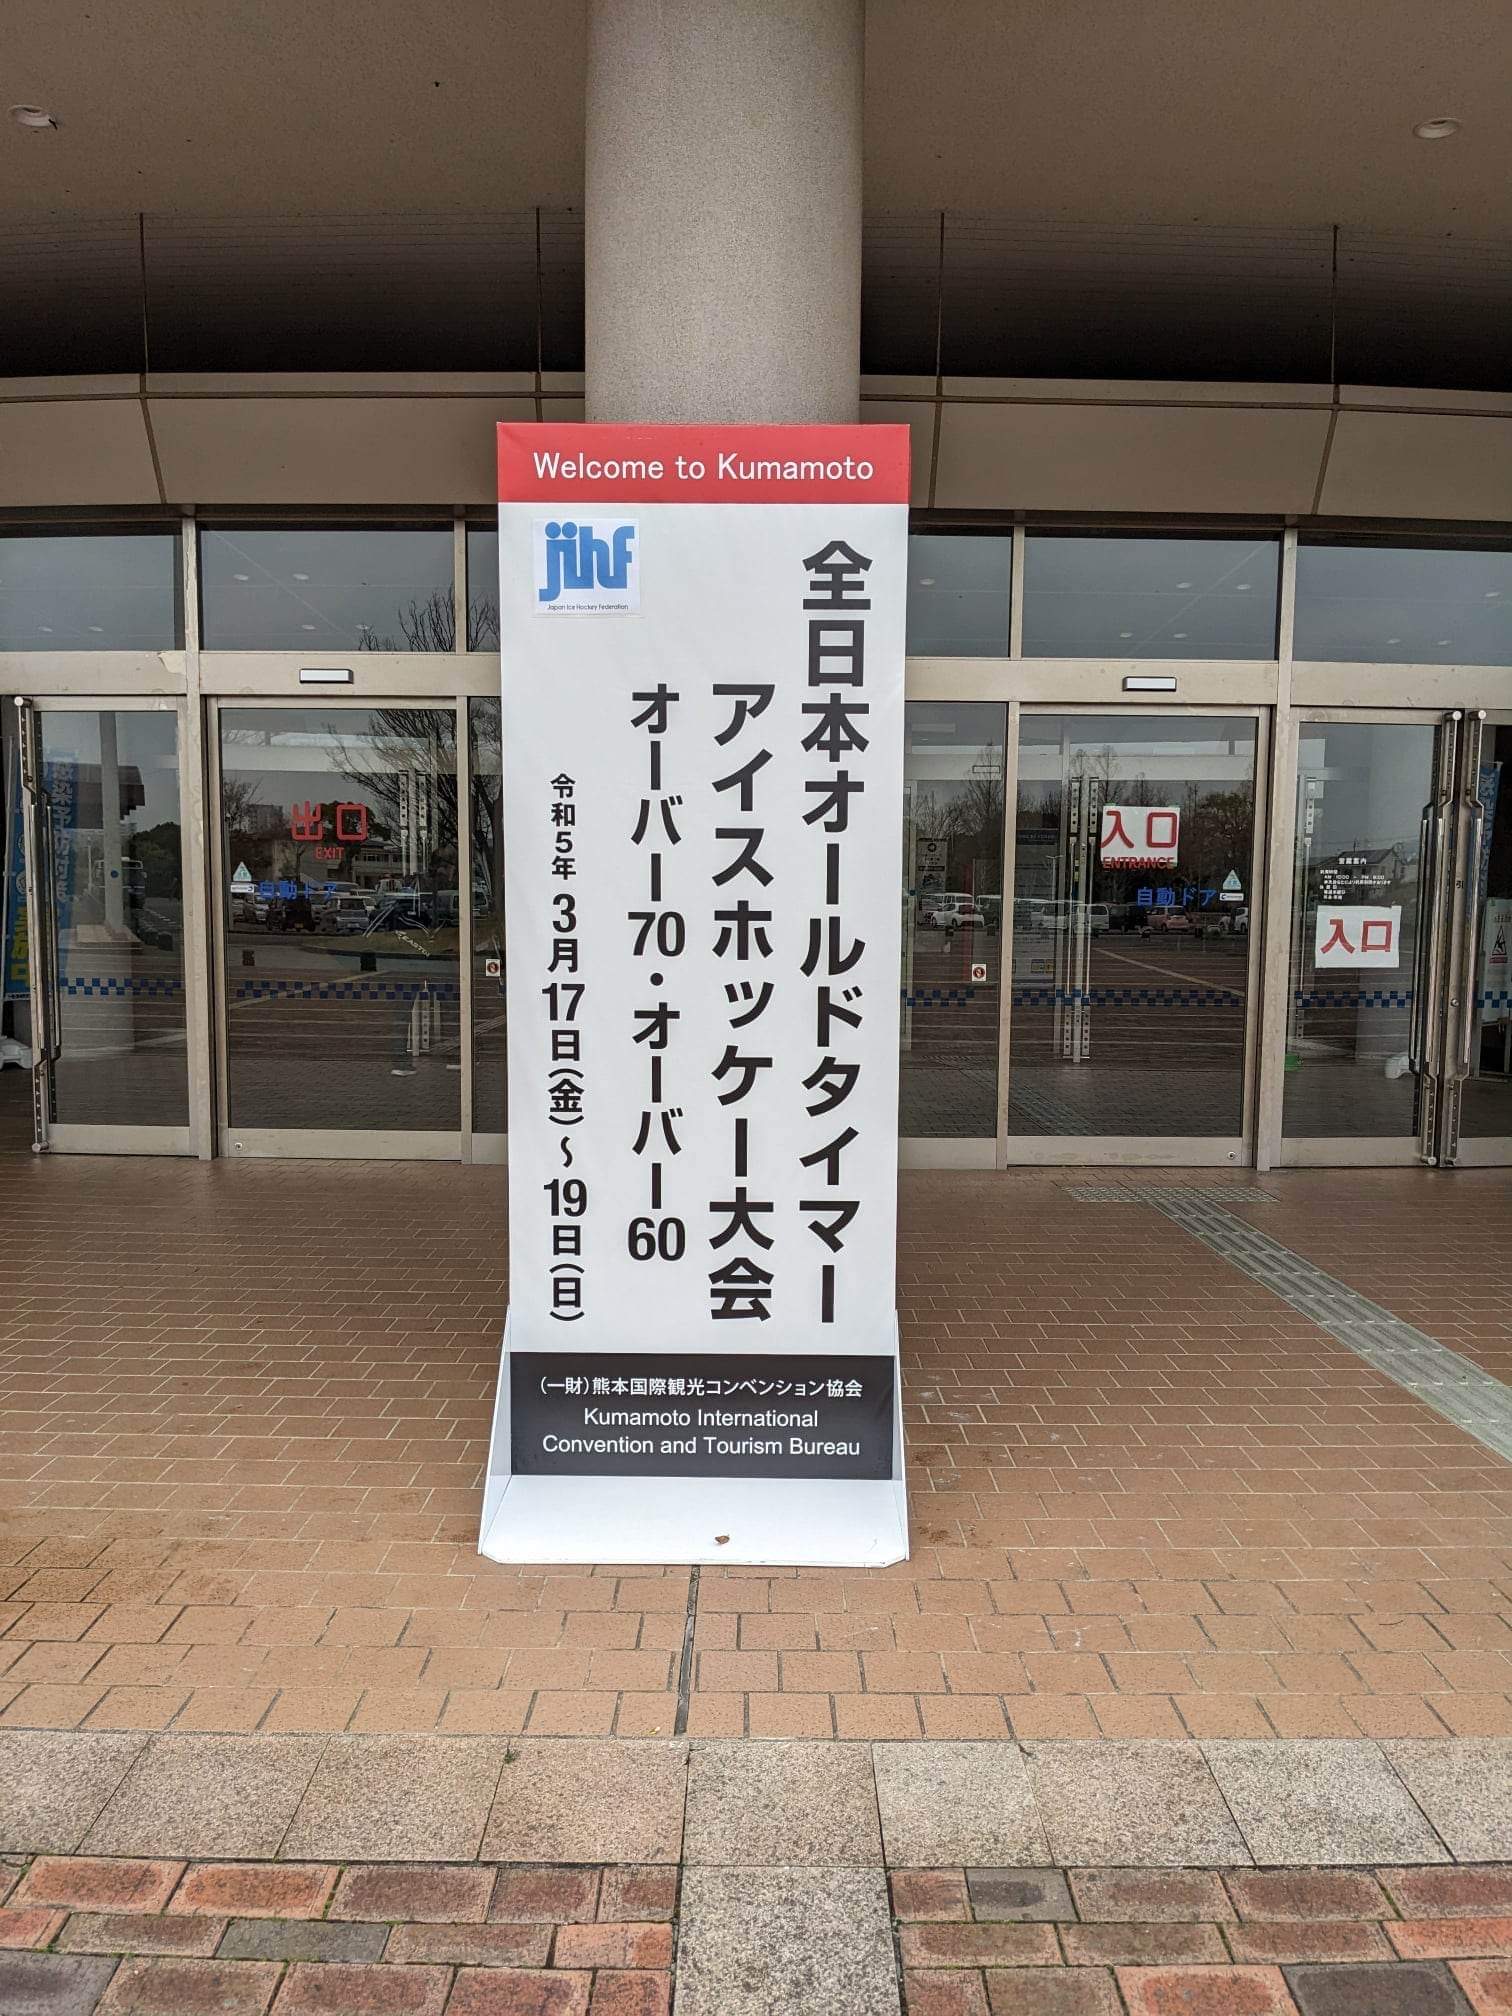 Welcome to Kumamoto
jihf
Japan Ice Hockey Federation
全日本オールドタイマー
アイスホッケー大会
オーバー70・オーバー60
令和5年 3月17日(金)~19日(日)
(一財)熊本国際観光コンベンション協会
Kumamoto International
Convention and Tourism Bureau
出口
EXIT
自動ドア
入口
ENTRANCE
自動ドア
営業案内
入口